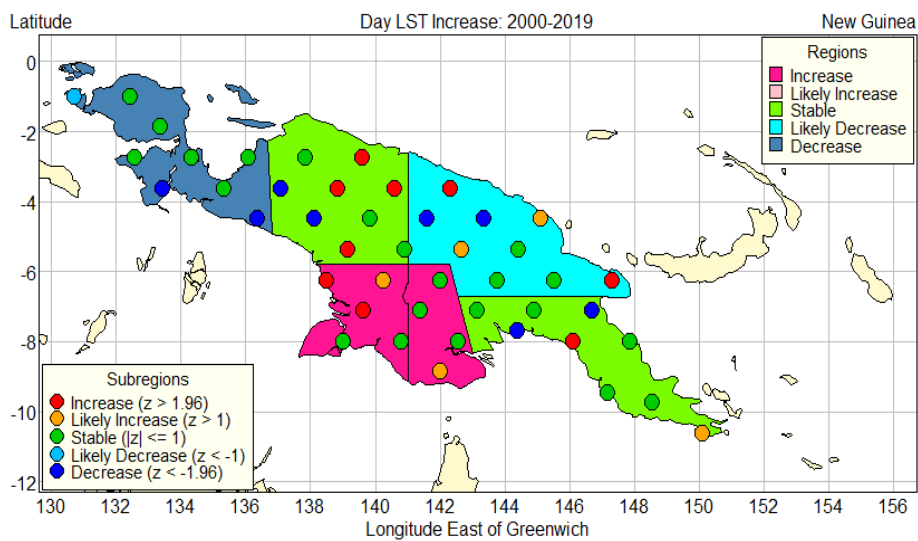 Latitude
Day LST Increase: 2000-2019
New Guinea
Regions
Increase
Likely Increase
Stable
Likely Decrease
Decrease
0
-2
-4
-6
-8
-10
-12
Subregions
Increase (z > 1.96)
Likely Increase (z > 1)
Stable (|z| <= 1)
Likely Decrease (z < -1)
Decrease (z < -1.96)
130 132 134 136 138 140 142 144 146 148 150 152 154 156
Longitude East of Greenwich